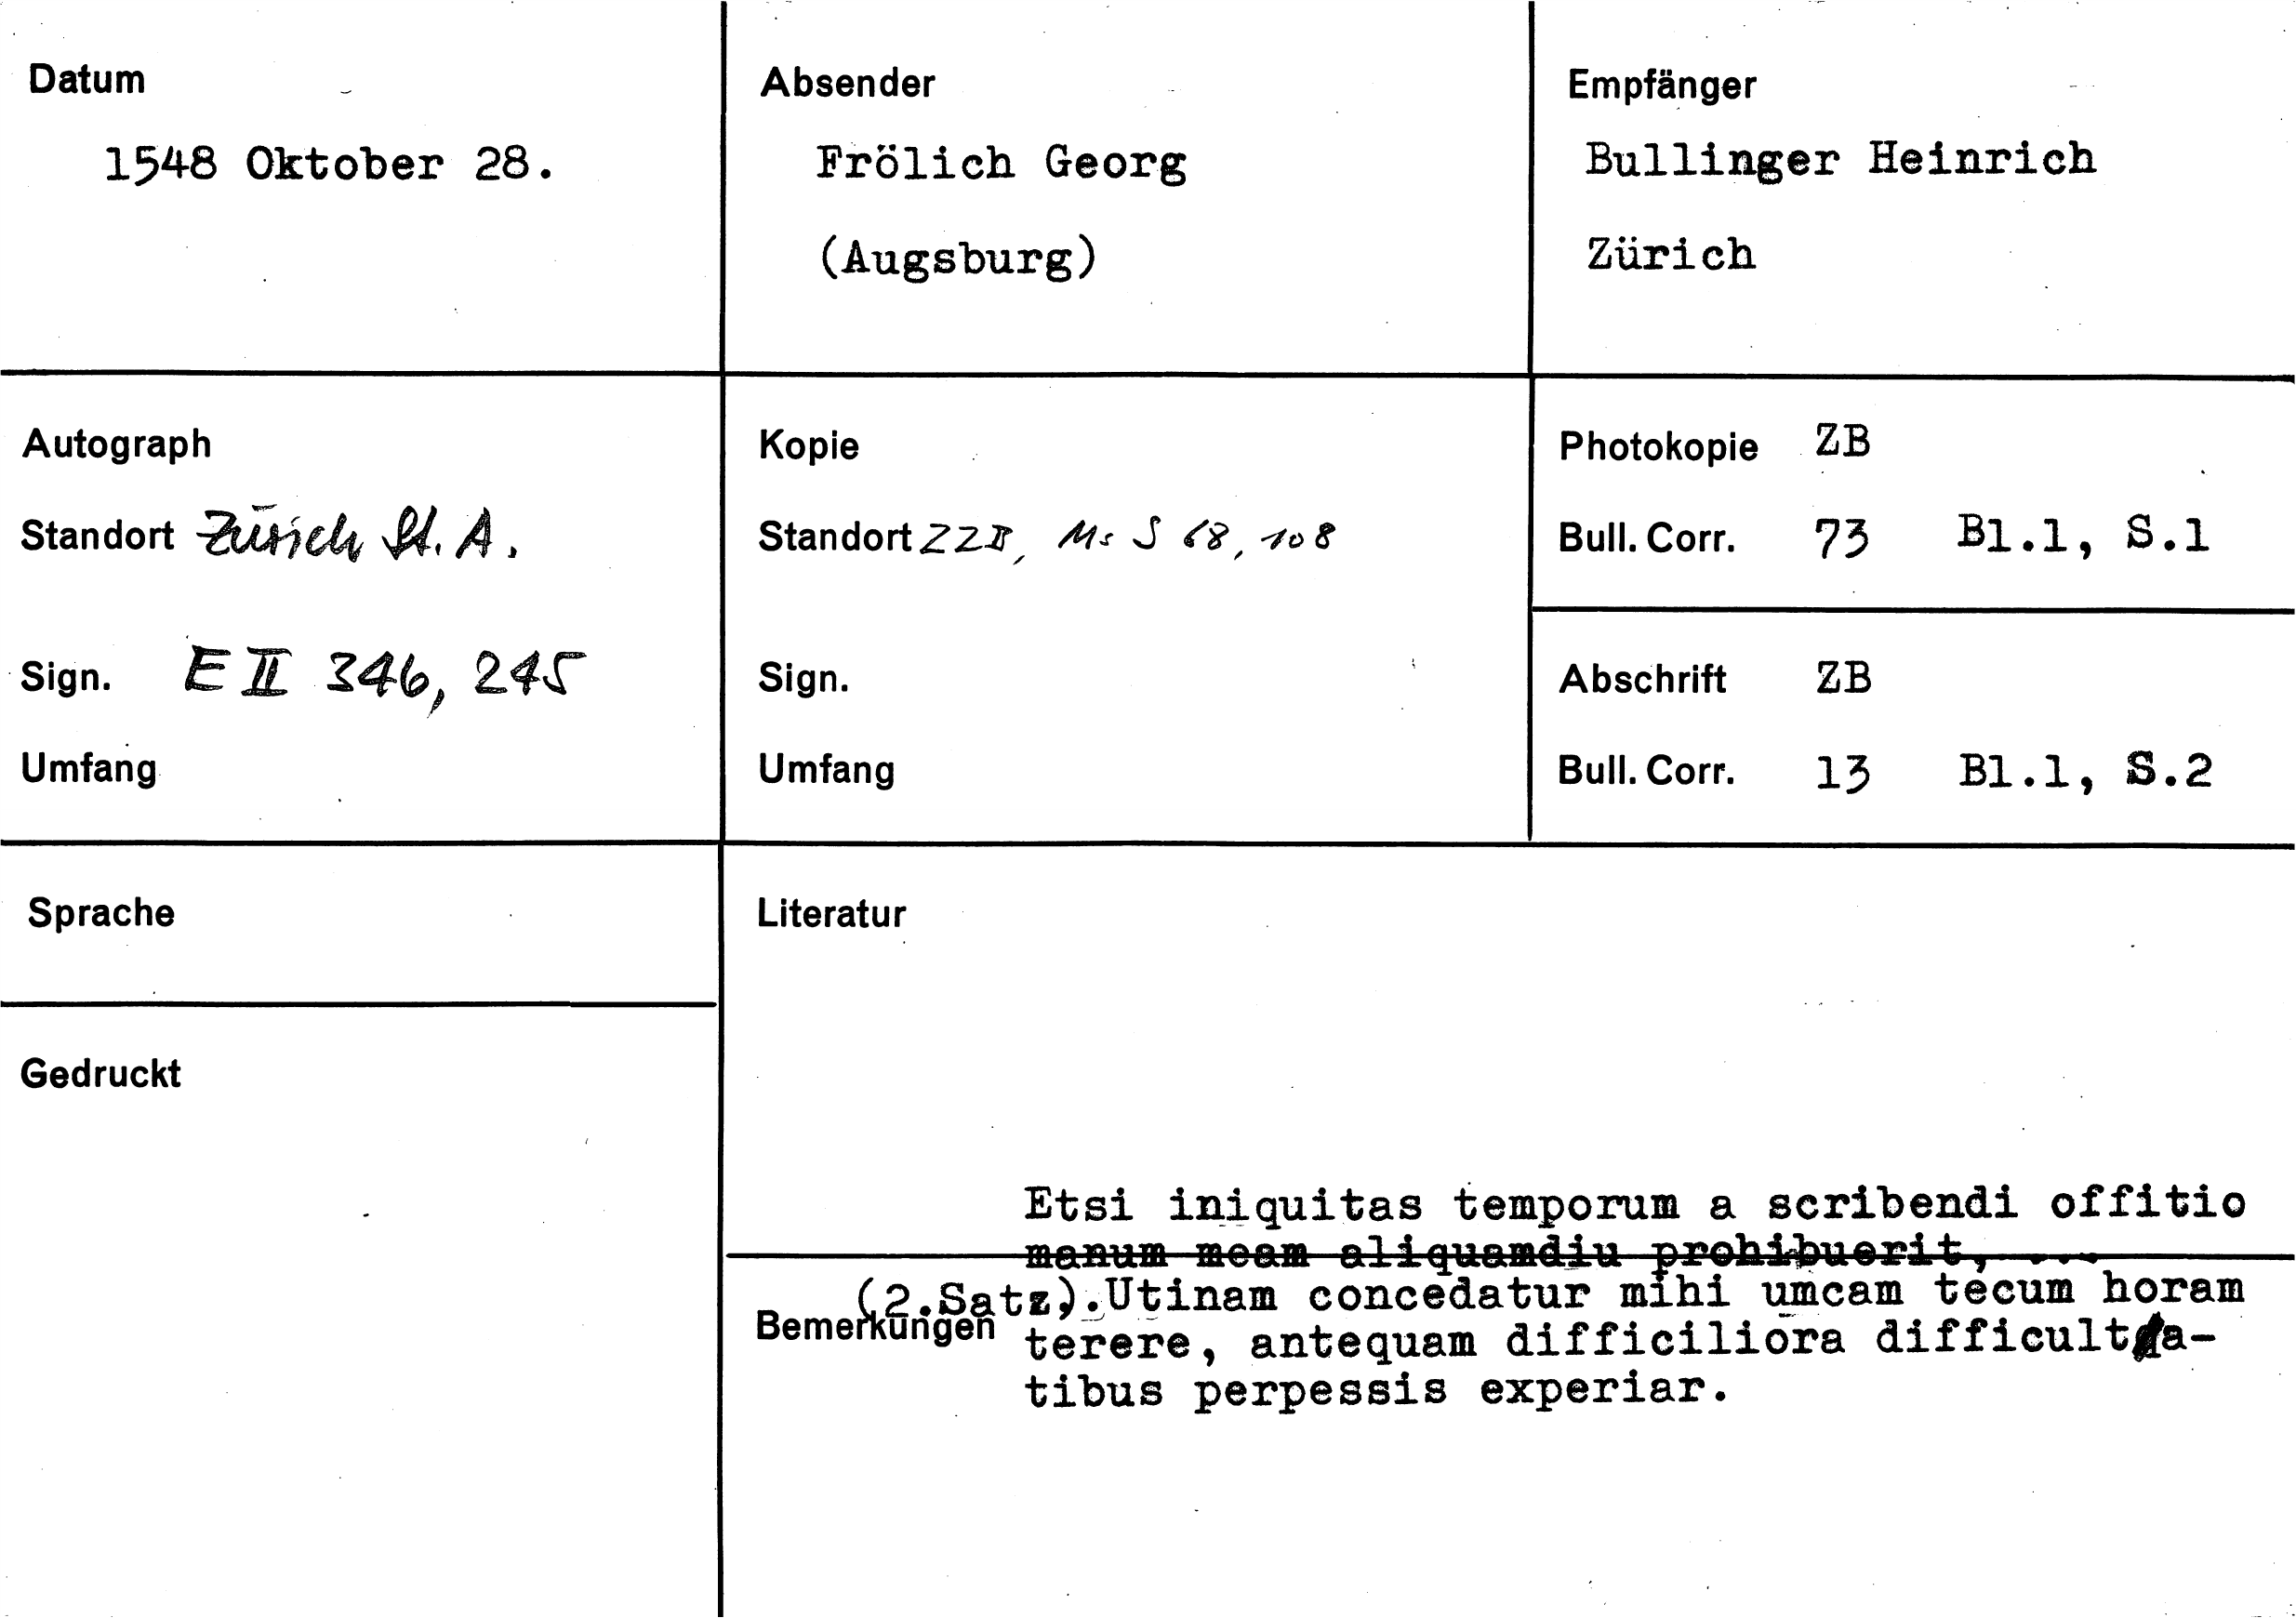 Datum
1548 Oktober 28.
Absender
Frölich Georg
(Augsburg)
Empfänger
Bullinger Heinrich
Zürich
Autograph
Standort Zürich St. A.
Sign. E II 346, 245
Umfang
Kopie
Standort ZZB, Ms S 68, 108
Sign.
Umfang
Photokopie ZB
Bull. Corr. 73 Bl.1, S.1
Abschrift ZB
Bull. Corr. 13 Bl.1, S.2
Sprache
Gedruckt
Literatur
Etsi iniquitas temporum a scribendi offitio
manum meam aliquamdiu prohibuerit, ...
(2.Satz).Utinam concedatur mihi umcam tecum horam
Bemerkungen
terere, antequam difficiliora difficulta-
tibus perpessis experiar.